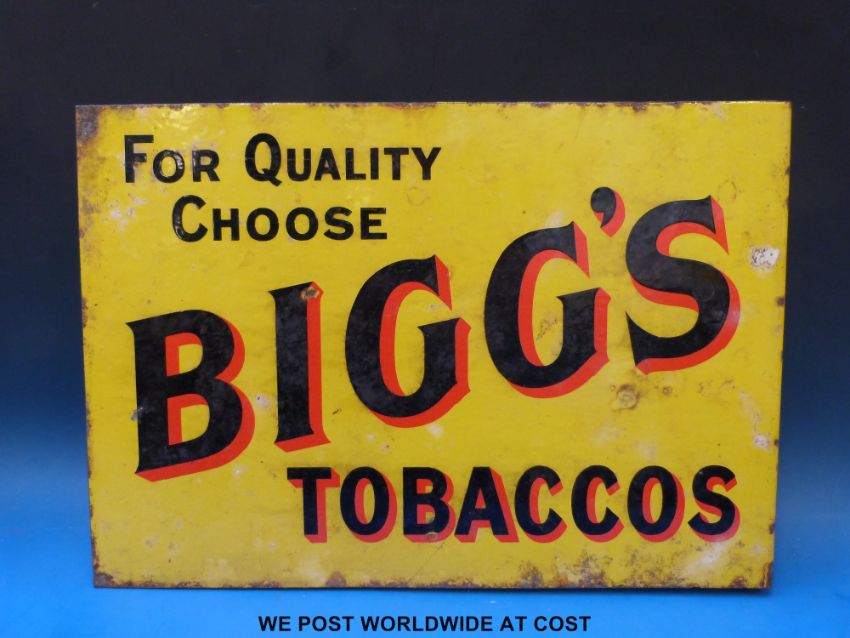 FOR QUALITY
CHOOSE
BIGG'S
TOBACCOS
WE POST WORLDWIDE AT COST